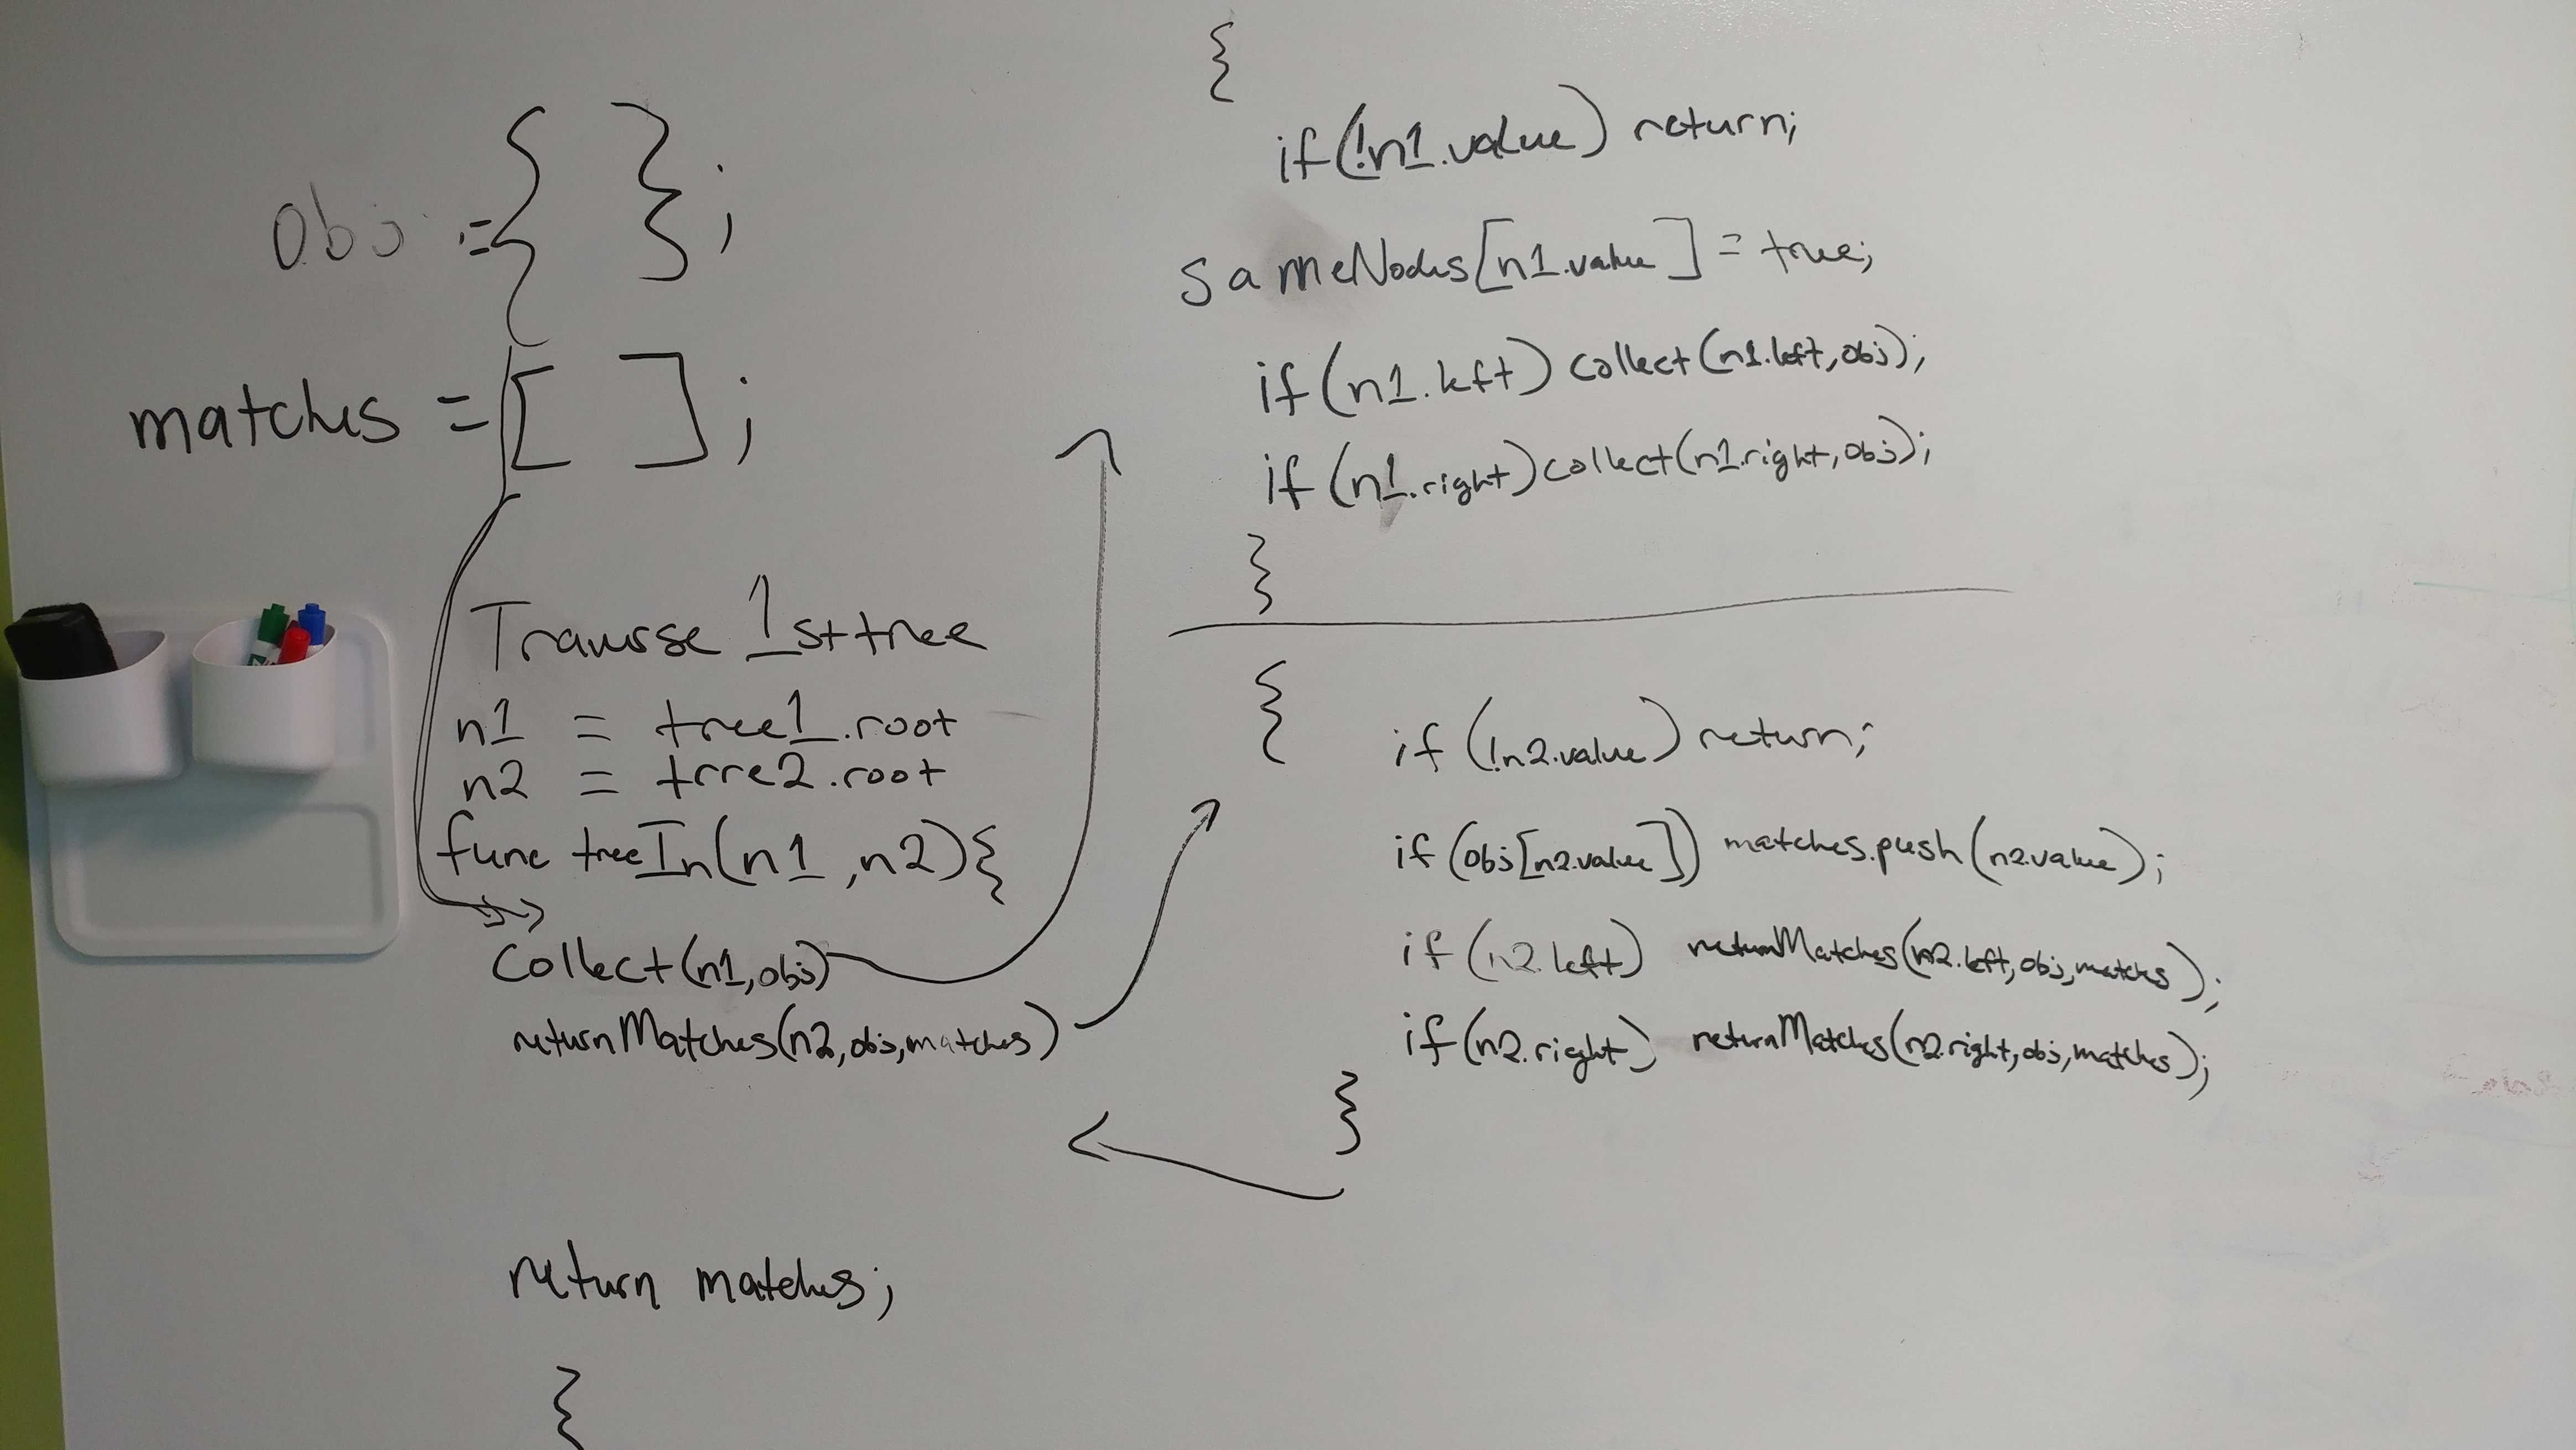 obj = { };
matches = [ ];
Traverse 1st tree
n1 = tree1.root
n2 = trre2.root
func treeIn(n1,n2){
Collect(n1,obj)
returnMatches(n2,obj,matches)
return matches;
}
{
if(!n1.value) return;
sameNodes[n1.value] = true;
if(n1.left) collect(n1.left,obj);
if(n1.right) collect(n1.right,obj);
}
{
if(!n2.value) return;
if(obj[n2.value]) matches.push(n2.value);
if(n2.left) returnMatches(n2.left,obj,matches);
if(n2.right) returnMatches(n2.right,obj,matches);
}